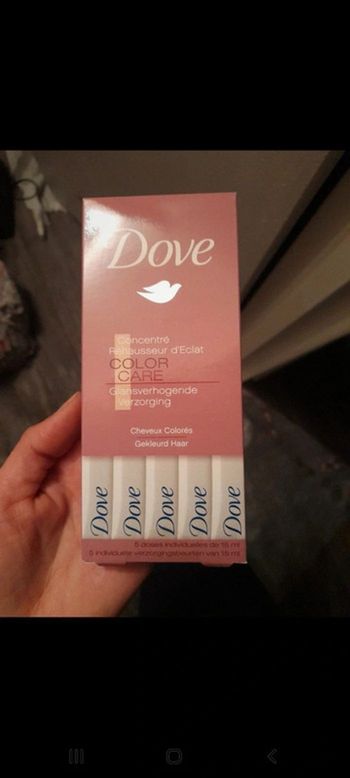 Dove
Concentré
Rehausseur d'Eclat
COLOR
CARE
Glansverhogende
Verzorging
Cheveux Colorés
Gekleurd Haar
Dove
Dove
Dove
Dove
Dove
5 doses individuelles de 15 ml
5 individuele verzorgingsbeurten van 15 ml